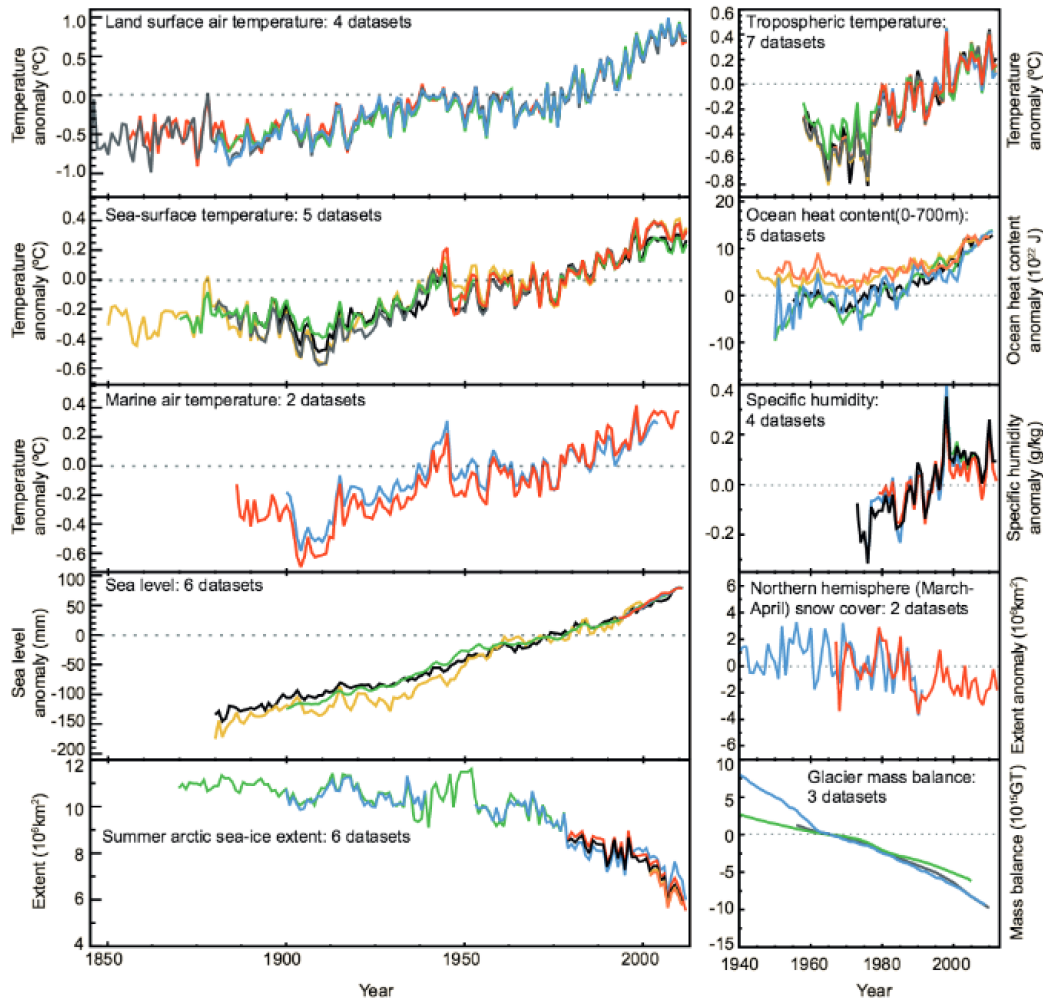 Land surface air temperature: 4 datasets
1.0
0.5
0.0
-0.5
-1.0
Temperature
anomaly (ºC)
Tropospheric temperature:
7 datasets
0.4
0.2
0.0
-0.2
-0.4
-0.6
-0.8
Temperature
anomaly (ºC)
Sea-surface temperature: 5 datasets
0.4
0.2
0.0
-0.2
-0.4
-0.6
Temperature
anomaly (ºC)
Ocean heat content(0-700m):
5 datasets
20
10
0
-10
Ocean heat content
anomaly (10²² J)
Marine air temperature: 2 datasets
0.4
0.2
0.0
-0.2
-0.4
-0.6
Temperature
anomaly (ºC)
Specific humidity:
4 datasets
0.4
0.2
0.0
-0.2
Specific humidity
anomaly (g/kg)
Sea level: 6 datasets
100
50
0
-50
-100
-150
-200
Sea level
anomaly (mm)
Northern hemisphere (March-
April) snow cover: 2 datasets
6
4
2
0
-2
-4
-6
Extent anomaly (10⁶km²)
Summer arctic sea-ice extent: 6 datasets
12
10
8
6
4
Extent (10⁶km²)
Glacier mass balance:
3 datasets
10
5
0
-5
-10
-15
Mass balance (10¹⁵GT)
1850
1900
1950
2000
Year
1940
1960
1980
2000
Year